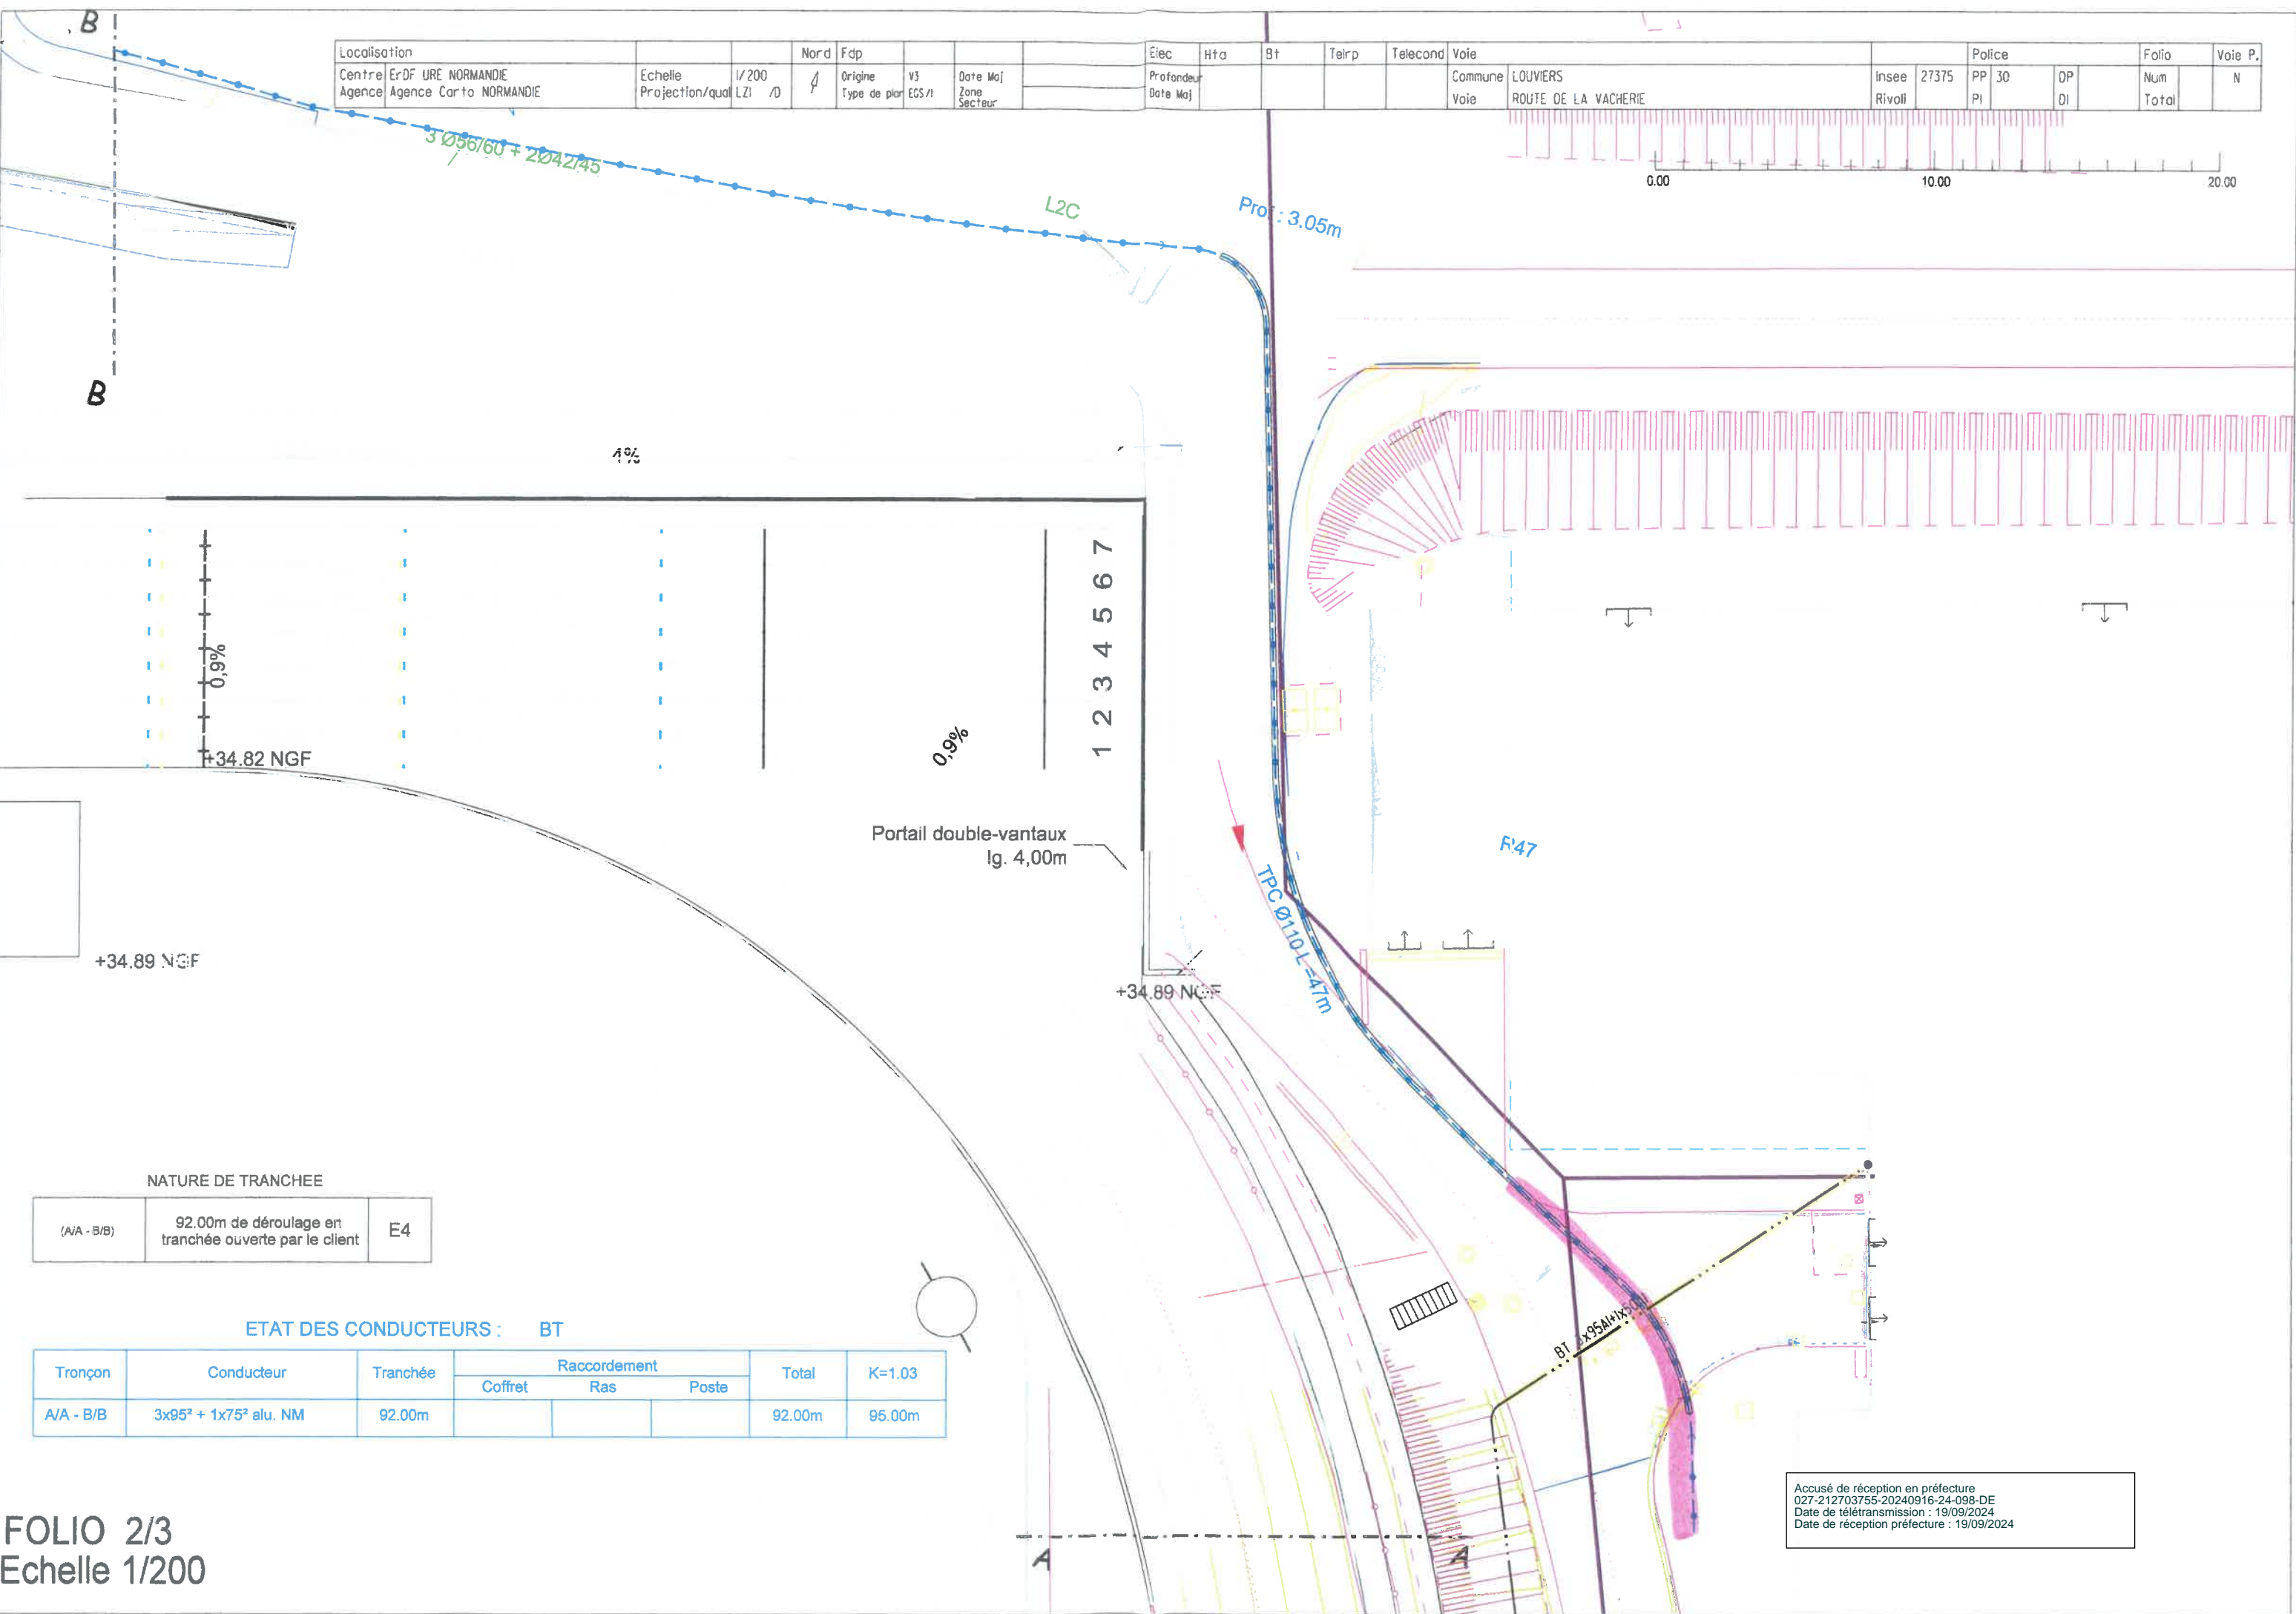 B
Localisation Nord Fdp
Centre ErDF URE NORMANDIE Echelle 1/200 Origine V3 Date Maj
Agence Agence Carto NORMANDIE Projection/qual LZ1 /D Type de plan EGS/1 Zone
Secteur
Elec Hta Bt Telrp Telecond Voie Police Folio Voie P.
Profondeur Commune LOUVIERS Insee 27375 PP 30 DP Num N
Date Maj Voie ROUTE DE LA VACHERIE Rivoli PI DI Total
3 Ø56/60 + 2Ø42/45
L2C
Prof : 3.05m
0.00 10.00 20.00
B
1%
7
6
5
4
3
2
1
0,9%
0,9%
+34.82 NGF
Portail double-vantaux
lg. 4,00m
R47
TPC Ø110 L=47m
+34.89 NGF
+34.89 NGF
NATURE DE TRANCHEE
(A/A - B/B) 92.00m de déroulage en
tranchée ouverte par le client E4
ETAT DES CONDUCTEURS : BT
Tronçon Conducteur Tranchée Raccordement Total K=1.03
Coffret Ras Poste
A/A - B/B 3x95² + 1x75² alu. NM 92.00m 92.00m 95.00m
BT 3x95Al+1x50
Accusé de réception en préfecture
027-212703755-20240916-24-098-DE
Date de télétransmission : 19/09/2024
Date de réception préfecture : 19/09/2024
FOLIO 2/3
Echelle 1/200
A A